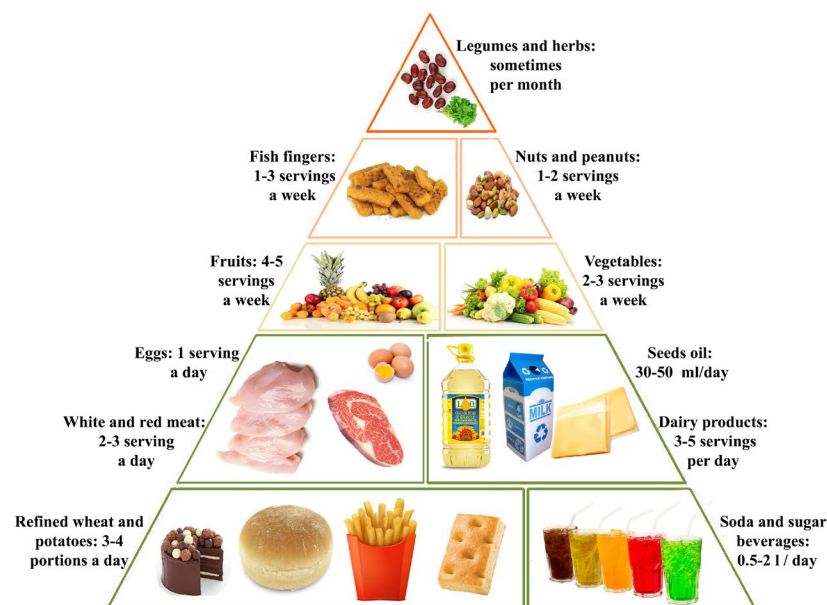 Legumes and herbs:
sometimes
per month
Fish fingers:
1-3 servings
a week
Nuts and peanuts:
1-2 servings
a week
Fruits: 4-5
servings
a week
Vegetables:
2-3 servings
a week
Eggs: 1 serving
a day
White and red meat:
2-3 serving
a day
Seeds oil:
30-50 ml/day
Dairy products:
3-5 servings
per day
MILK
Refined wheat and
potatoes: 3-4
portions a day
Soda and sugar
beverages:
0.5-2 l / day